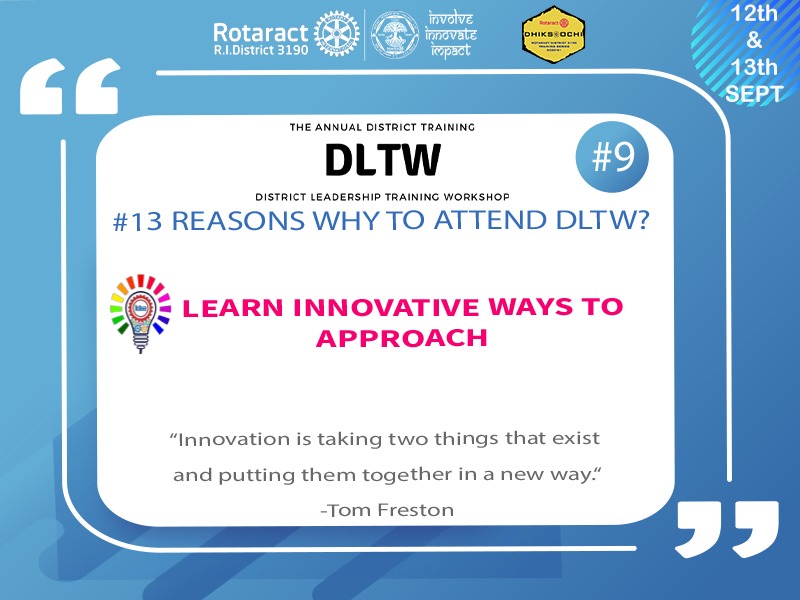 Rotaract
R.I.District 3190
involve
innovate
impact
Rotaract
DHIKSOOCHI
12th
&
13th
SEPT
THE ANNUAL DISTRICT TRAINING
DLTW
#9
DISTRICT LEADERSHIP TRAINING WORKSHOP
#13 REASONS WHY TO ATTEND DLTW?
LEARN INNOVATIVE WAYS TO
APPROACH
“Innovation is taking two things that exist
and putting them together in a new way.“
-Tom Freston